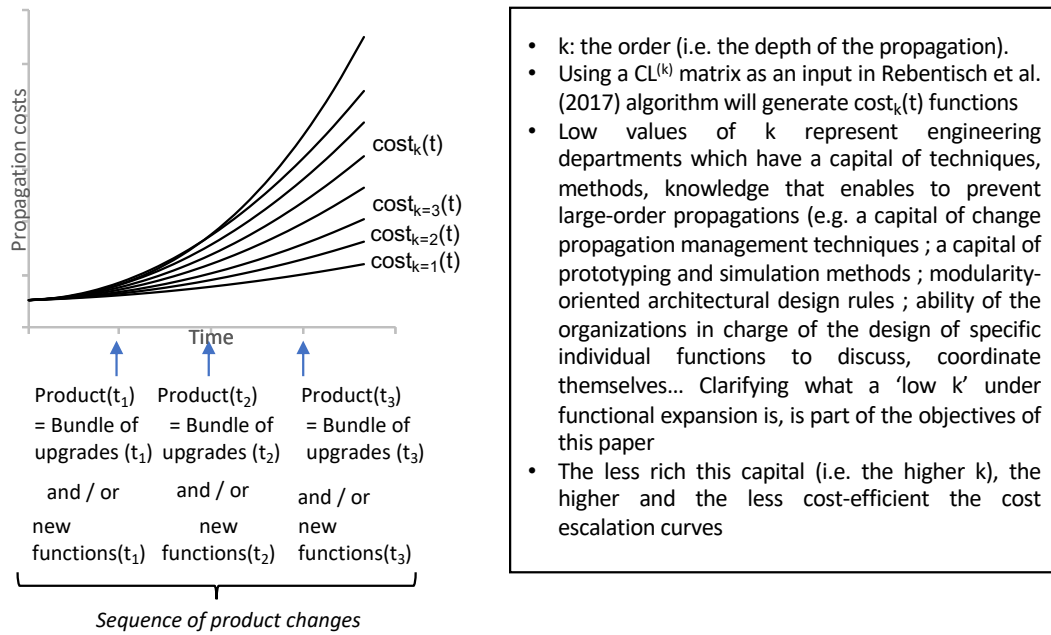 Propagation costs
cost_k(t)
cost_{k=3}(t)
cost_{k=2}(t)
cost_{k=1}(t)
Time
Product(t₁)
= Bundle of
upgrades (t₁)
and / or
new
functions(t₁)
Product(t₂)
= Bundle of
upgrades (t₂)
and / or
new
functions(t₂)
Product(t₃)
= Bundle of
upgrades (t₃)
and / or
new
functions(t₃)
Sequence of product changes
• k: the order (i.e. the depth of the propagation).
• Using a CL⁽ᵏ⁾ matrix as an input in Rebentisch et al.
(2017) algorithm will generate cost_k(t) functions
• Low values of k represent engineering
departments which have a capital of techniques,
methods, knowledge that enables to prevent
large-order propagations (e.g. a capital of change
propagation management techniques ; a capital of
prototyping and simulation methods ; modularity-
oriented architectural design rules ; ability of the
organizations in charge of the design of specific
individual functions to discuss, coordinate
themselves… Clarifying what a ‘low k’ under
functional expansion is, is part of the objectives of
this paper
• The less rich this capital (i.e. the higher k), the
higher and the less cost-efficient the cost
escalation curves